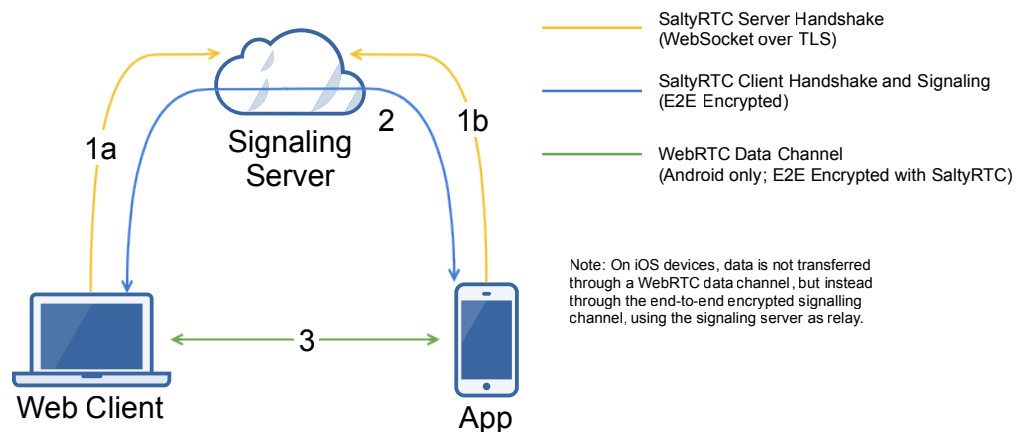 SaltyRTC Server Handshake
(WebSocket over TLS)
SaltyRTC Client Handshake and Signaling
(E2E Encrypted)
WebRTC Data Channel
(Android only; E2E Encrypted with SaltyRTC)
Note: On iOS devices, data is not transferred
through a WebRTC data channel, but instead
through the end-to-end encrypted signalling
channel, using the signaling server as relay.
Signaling
Server
1a
2
1b
3
Web Client
App